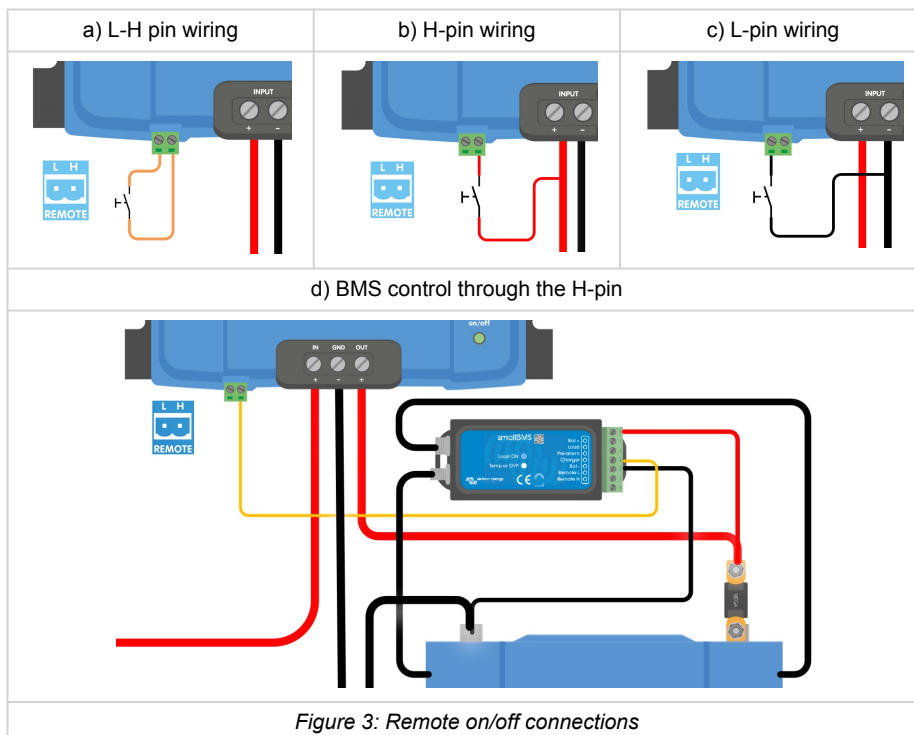 a) L-H pin wiring
b) H-pin wiring
c) L-pin wiring
INPUT
+ -
L H
REMOTE
INPUT
+ -
L H
REMOTE
INPUT
+ -
L H
REMOTE
d) BMS control through the H-pin
on/off
IN GND OUT
+ - +
L H
REMOTE
smallBMS
Load ON
Temp or OVP
Bat +
Load
Pre-alarm
Charger
Bat -
Remote L
Remote H
victron energy
CE
MEGA
Figure 3: Remote on/off connections